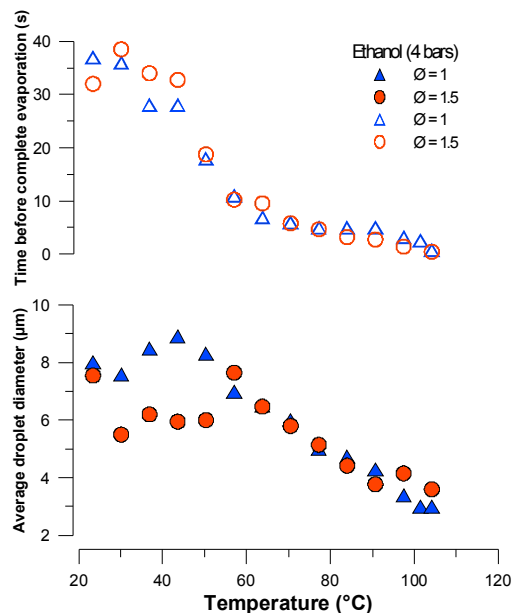 Time before complete evaporation (s)
40
30
20
10
0
Ethanol (4 bars)
Ø = 1
Ø = 1.5
Ø = 1
Ø = 1.5
Average droplet diameter (µm)
10
8
6
4
2
20 40 60 80 100 120
Temperature (°C)